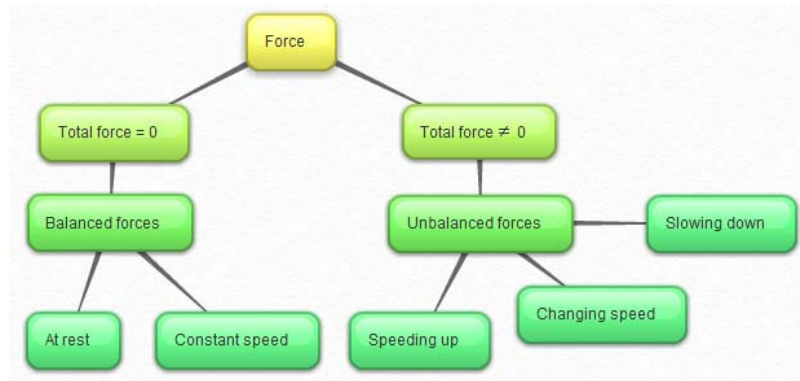 Force
Total force = 0
Total force ≠ 0
Balanced forces
Unbalanced forces
Slowing down
At rest
Constant speed
Speeding up
Changing speed